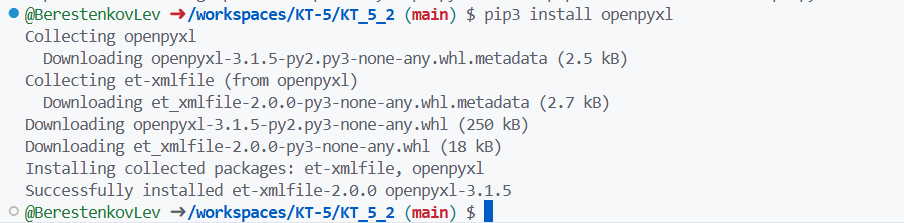 @BerestenkovLev ➜/workspaces/KT-5/KT_5_2 (main) $ pip3 install openpyxl
Collecting openpyxl
  Downloading openpyxl-3.1.5-py2.py3-none-any.whl.metadata (2.5 kB)
Collecting et-xmlfile (from openpyxl)
  Downloading et_xmlfile-2.0.0-py3-none-any.whl.metadata (2.7 kB)
Downloading openpyxl-3.1.5-py2.py3-none-any.whl (250 kB)
Downloading et_xmlfile-2.0.0-py3-none-any.whl (18 kB)
Installing collected packages: et-xmlfile, openpyxl
Successfully installed et-xmlfile-2.0.0 openpyxl-3.1.5
@BerestenkovLev ➜/workspaces/KT-5/KT_5_2 (main) $